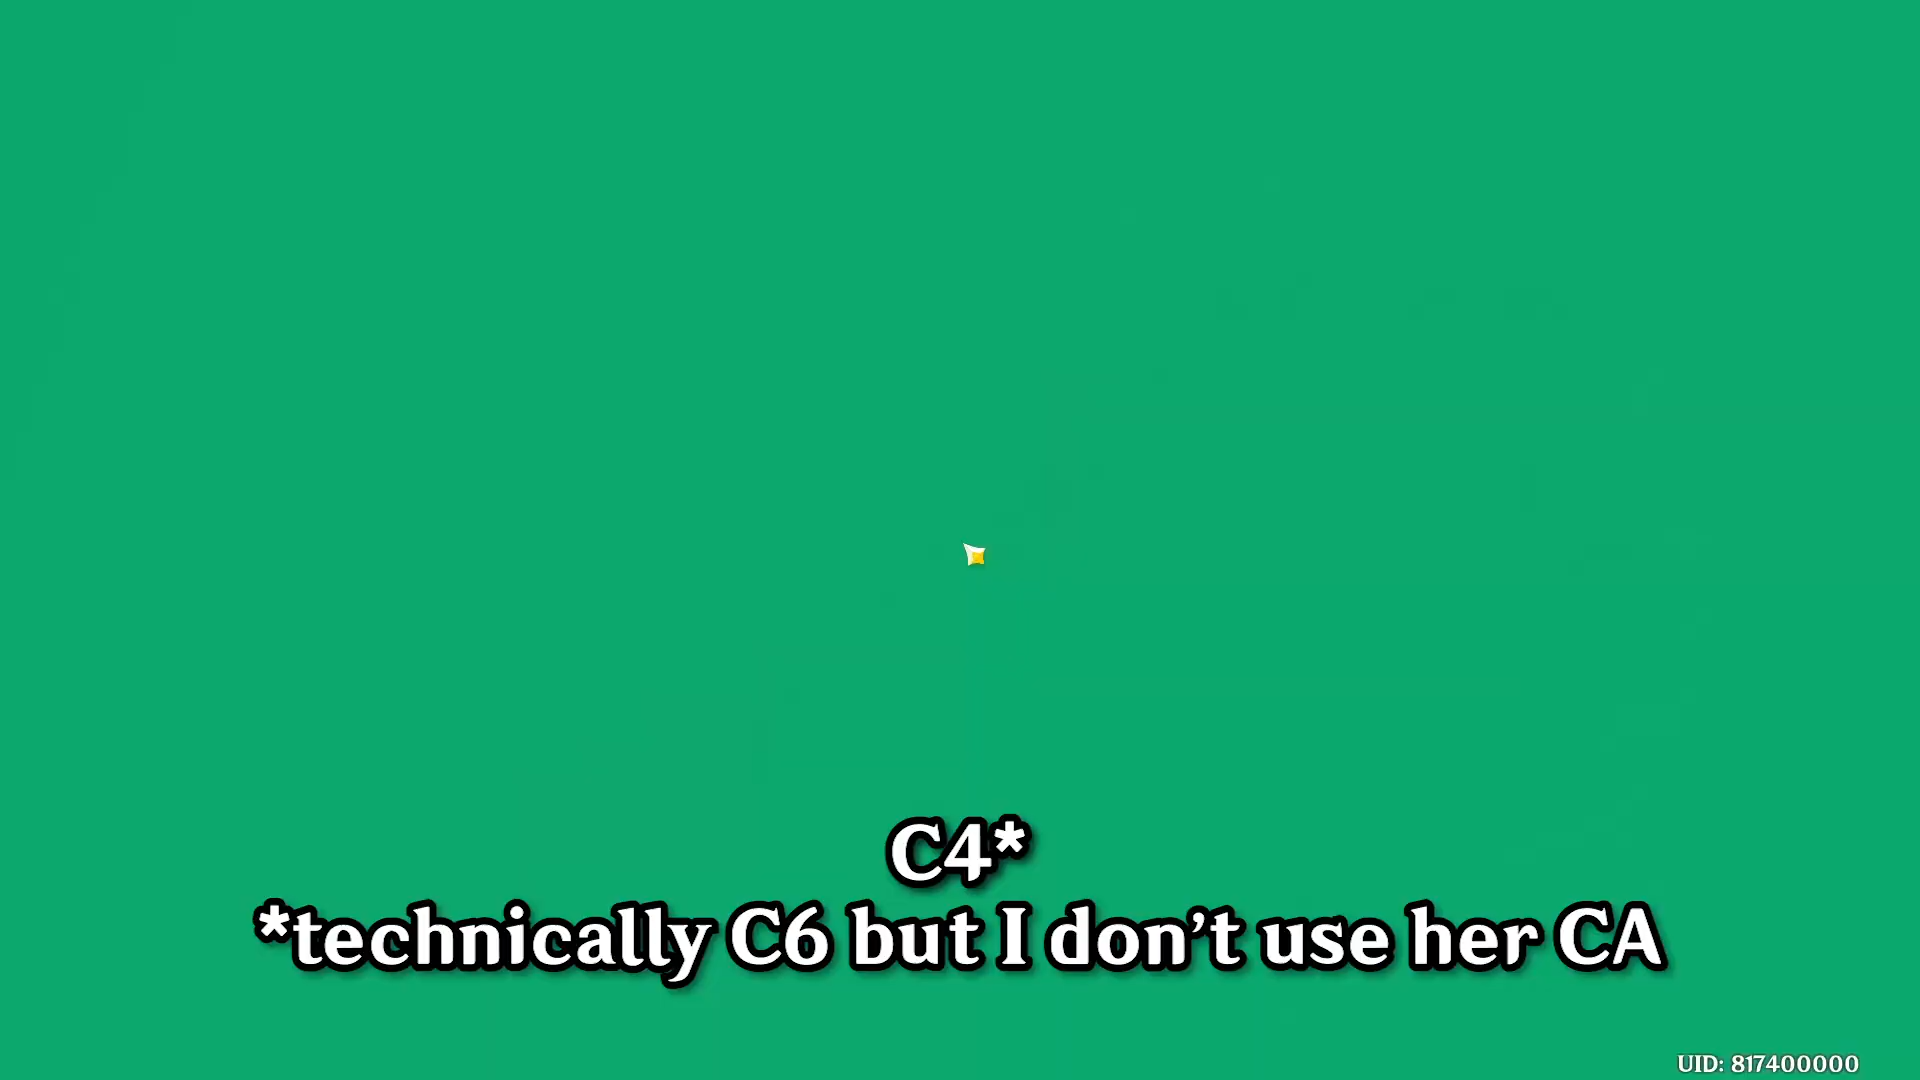 C4*
*technically C6 but I don’t use her CA
UID: 817400000